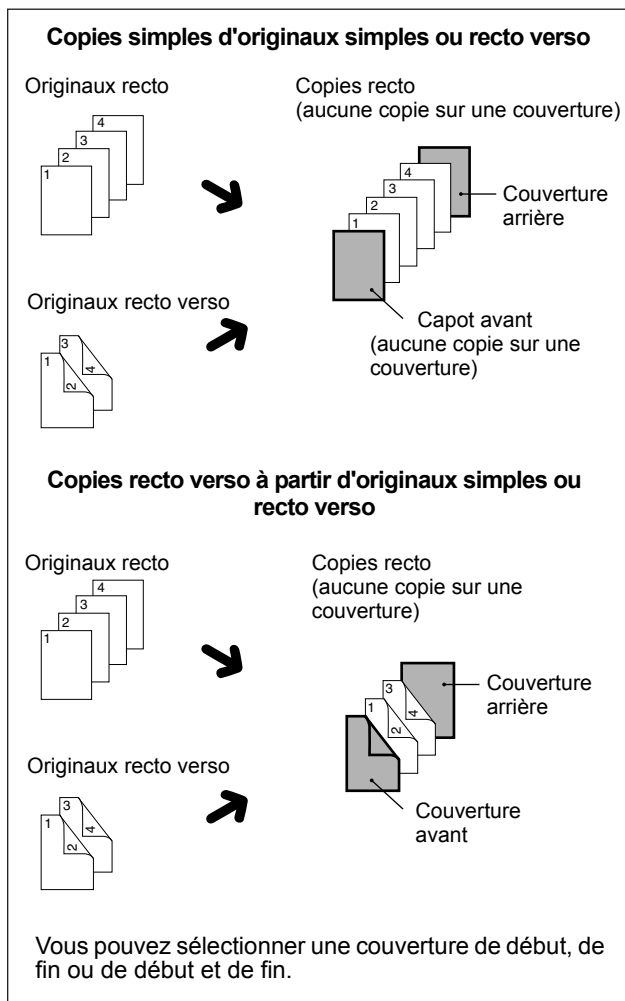 Copies simples d'originaux simples ou recto verso
Originaux recto
Copies recto
(aucune copie sur une couverture)
4
3
2
1
4
3
2
1
Couverture
arrière
Originaux recto verso
3
1
4
2
Capot avant
(aucune copie sur une
couverture)
Copies recto verso à partir d'originaux simples ou
recto verso
Originaux recto
Copies recto
(aucune copie sur une
couverture)
4
3
2
1
3
1
4
2
Couverture
arrière
Originaux recto verso
3
1
4
2
Couverture
avant
Vous pouvez sélectionner une couverture de début, de
fin ou de début et de fin.